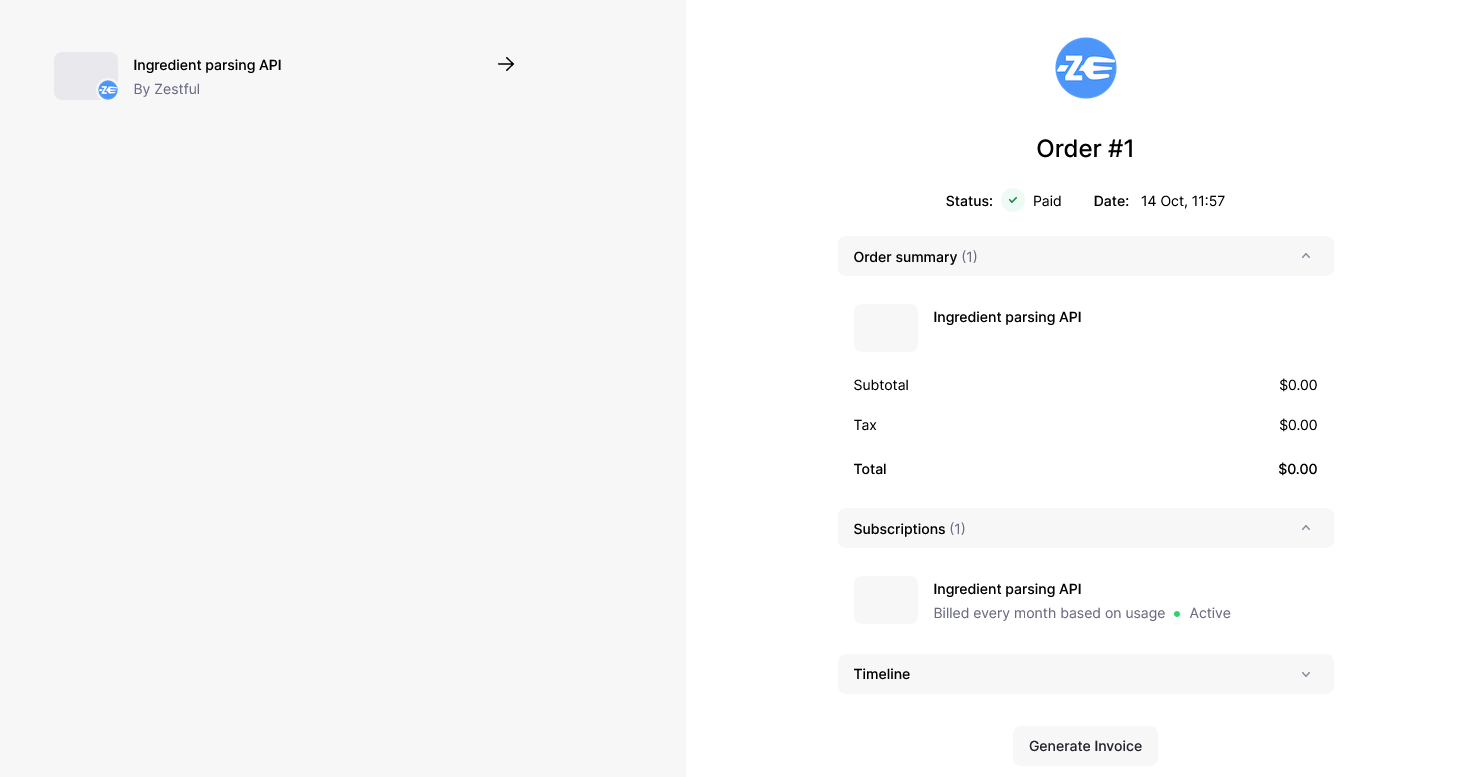 Ingredient parsing API
By Zestful
ZE
ZE
Order #1
Status: Paid Date: 14 Oct, 11:57
Order summary (1)
Ingredient parsing API
Subtotal $0.00
Tax $0.00
Total $0.00
Subscriptions (1)
Ingredient parsing API
Billed every month based on usage • Active
Timeline
Generate Invoice